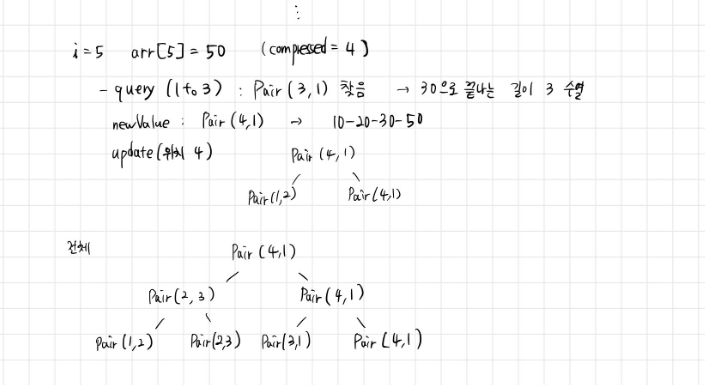 ⋮
i=5 arr[5]=50 (compressed=4)
- query (1 to 3) : Pair (3,1) 찾음 → 30으로 끝나는 길이 3 수열
newValue : Pair (4,1) → 10-20-30-50
update(위치 4) Pair (4,1)
Pair(1,2) Pair(4,1)
전체 Pair (4,1)
Pair(2,3) Pair(4,1)
Pair (1,2) Pair(2,3) Pair(3,1) Pair (4,1)